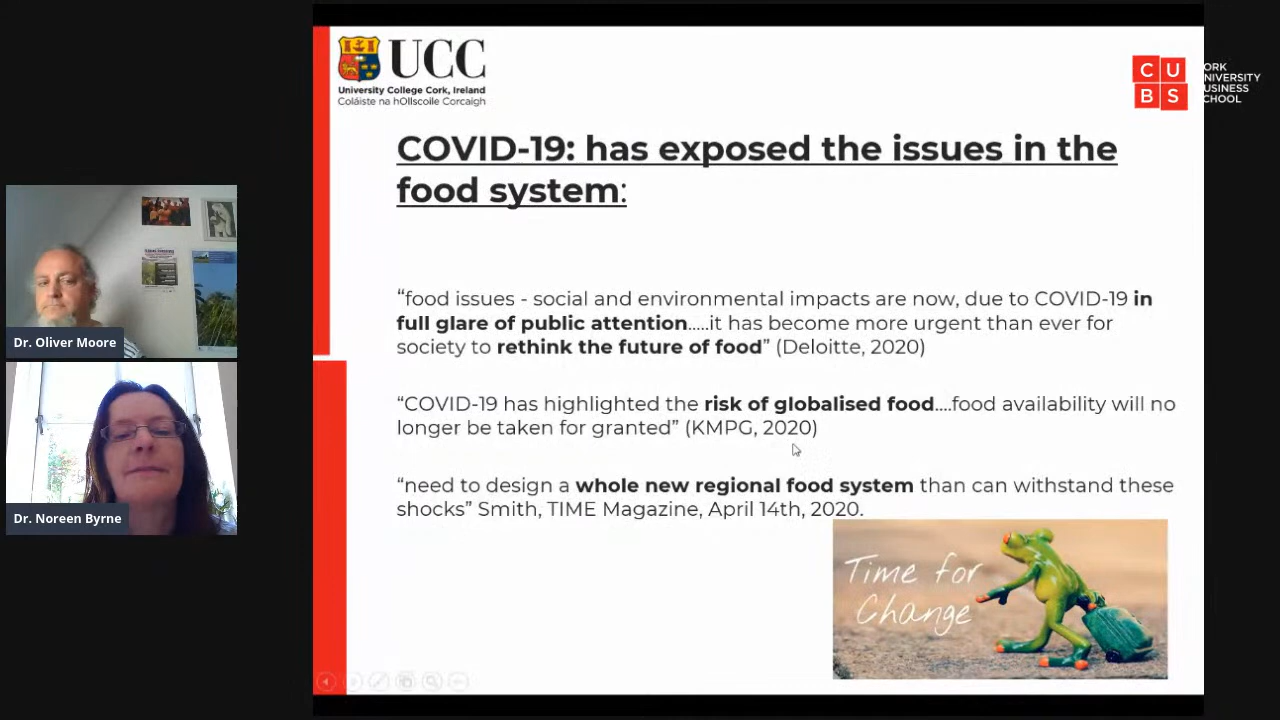 UCC
University College Cork, Ireland
Coláiste na hOllscoile Corcaigh
C U
B S
ORK
NIVERSITY
USINESS
CHOOL
COVID-19: has exposed the issues in the
food system:
“food issues - social and environmental impacts are now, due to COVID-19 in
full glare of public attention.....it has become more urgent than ever for
society to rethink the future of food” (Deloitte, 2020)
“COVID-19 has highlighted the risk of globalised food....food availability will no
longer be taken for granted” (KMPG, 2020)
“need to design a whole new regional food system than can withstand these
shocks” Smith, TIME Magazine, April 14th, 2020.
Time for
Change
Dr. Oliver Moore
Dr. Noreen Byrne